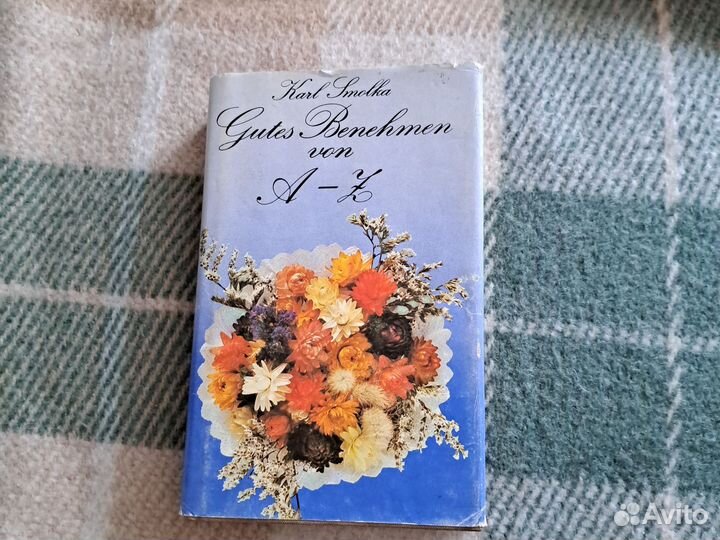 Karl Smolka
Gutes Benehmen
von
A – Z
Avito